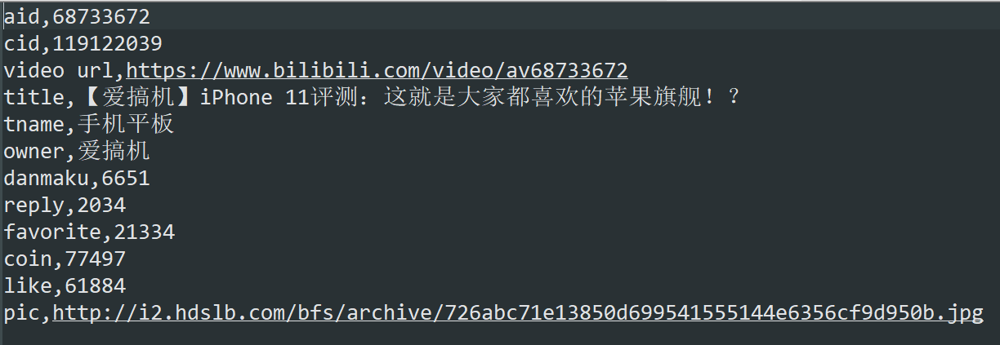 aid,68733672
cid,119122039
video url,https://www.bilibili.com/video/av68733672
title,【爱搞机】iPhone 11评测：这就是大家都喜欢的苹果旗舰！？
tname,手机平板
owner,爱搞机
danmaku,6651
reply,2034
favorite,21334
coin,77497
like,61884
pic,http://i2.hdslb.com/bfs/archive/726abc71e13850d699541555144e6356cf9d950b.jpg